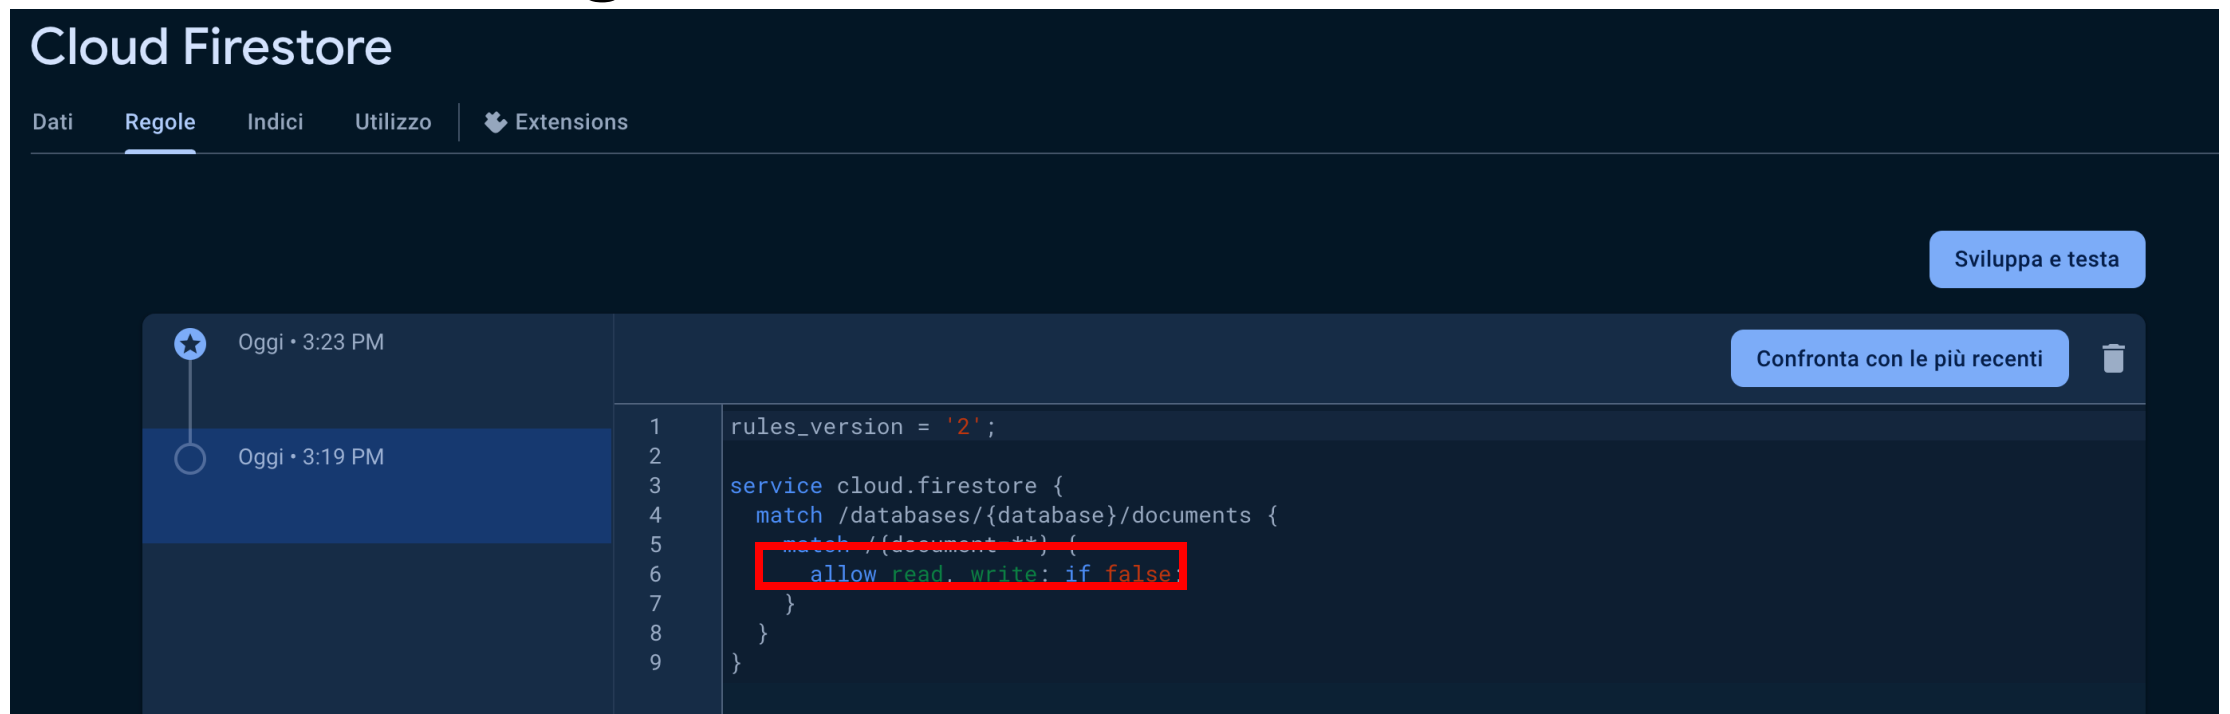 Cloud Firestore
Dati Regole Indici Utilizzo Extensions
Sviluppa e testa
Oggi • 3:23 PM
Confronta con le più recenti
Oggi • 3:19 PM
1 rules_version = '2';
2
3 service cloud.firestore {
4 match /databases/{database}/documents {
5 match /{document=**} {
6 allow read, write: if false;
7 }
8 }
9 }